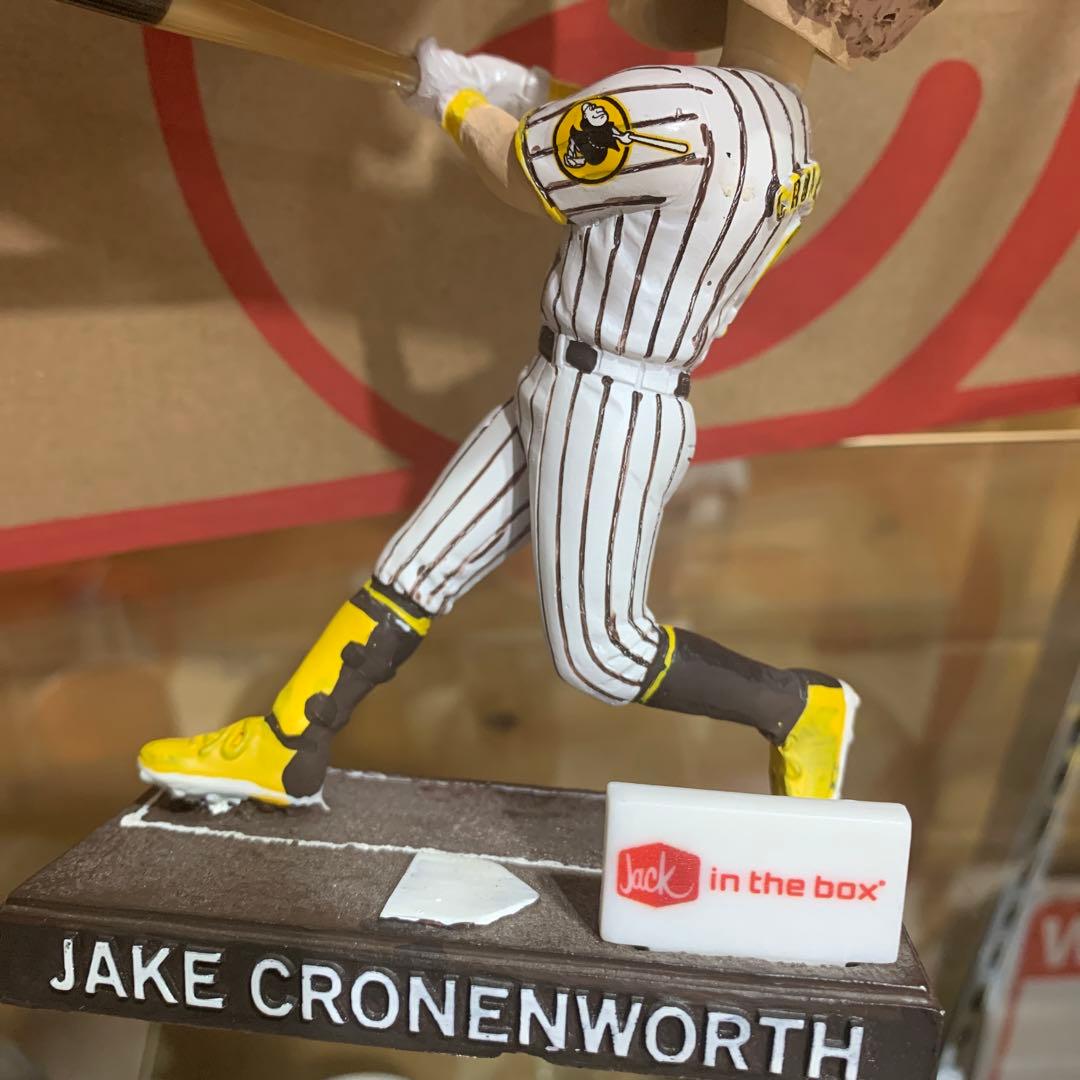 Jack in the box
JAKE CRONENWORTH